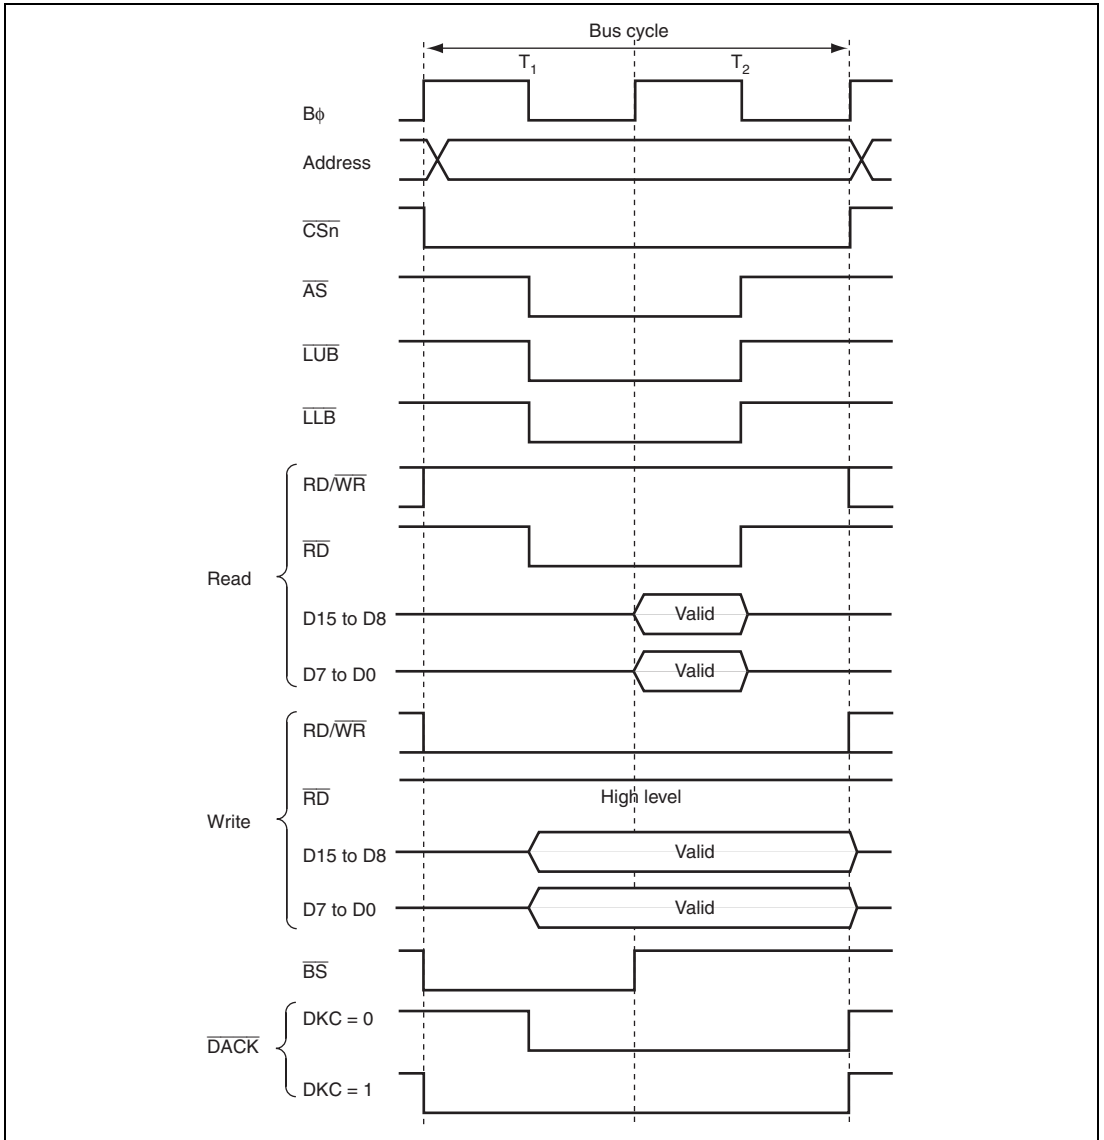 Bus cycle
T1 T2
Bφ
Address
CSn
AS
LUB
LLB
RD/WR
RD
Read
D15 to D8 Valid
D7 to D0 Valid
RD/WR
RD High level
Write
D15 to D8 Valid
D7 to D0 Valid
BS
DKC = 0
DACK
DKC = 1